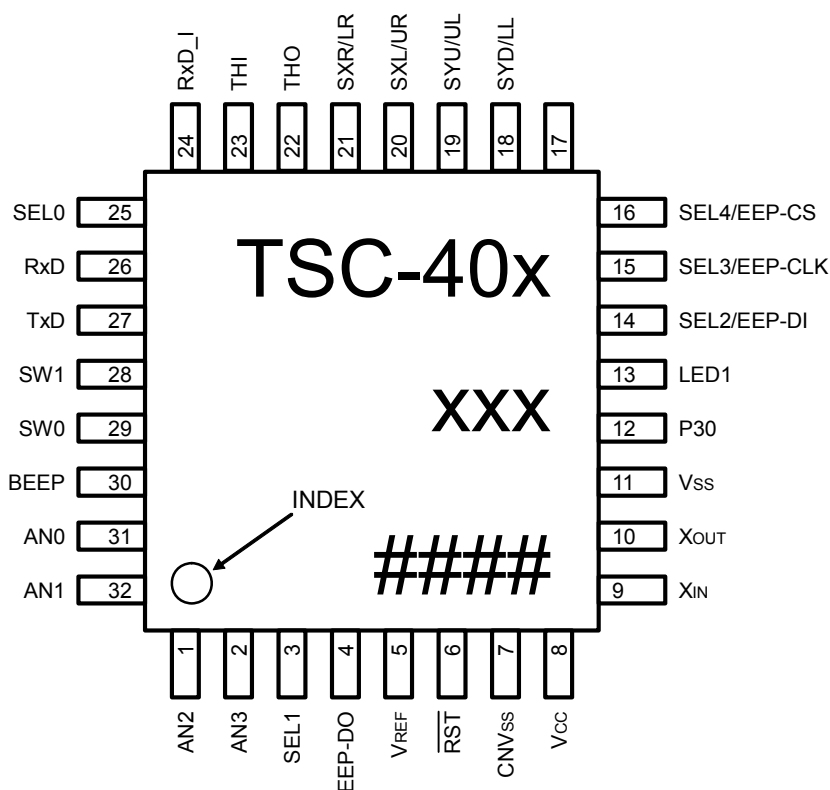 RxD_I
THI
THO
SXR/LR
SXL/UR
SYU/UL
SYD/LL
24
23
22
21
20
19
18
17
SEL0 25
RxD 26
TxD 27
SW1 28
SW0 29
BEEP 30
AN0 31
AN1 32
TSC-40x
xxx
INDEX
####
16 SEL4/EEP-CS
15 SEL3/EEP-CLK
14 SEL2/EEP-DI
13 LED1
12 P30
11 VSS
10 XOUT
9 XIN
1
2
3
4
5
6
7
8
AN2
AN3
SEL1
EEP-DO
VREF
RST
CNVSS
VCC